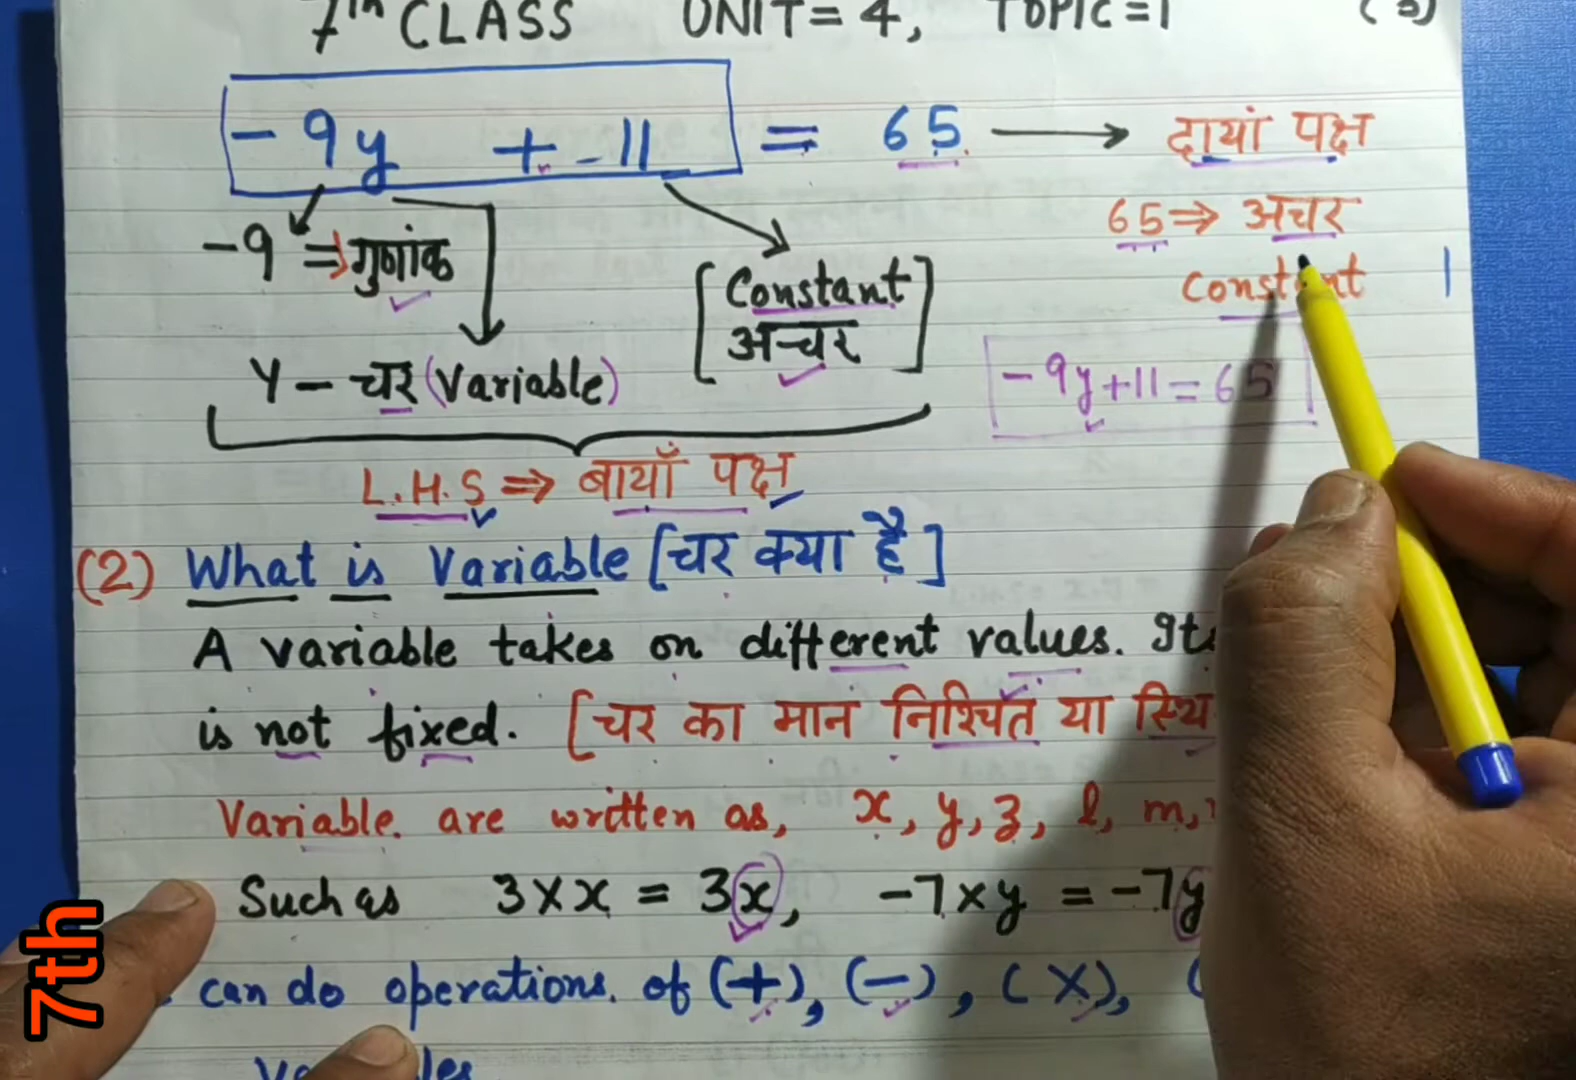 7th CLASS UNIT = 4, TOPIC = 1
-9y + 11 = 65 → दायां पक्ष
65 ⇒ अचर
Constant
-9 ⇒ गुणांक
[Constant अचर]
Y - चर (Variable)
-9y + 11 = 65
L.H.S ⇒ बायाँ पक्ष
(2) What is Variable [चर क्या है]
A variable takes on different values. Its
is not fixed. [चर का मान निश्चित या
Variable are written as, x, y, z, l, m,
Such as 3 × x = 3x, -7 × y = -7y
can do operations. of (+), (-), (×), (
7th